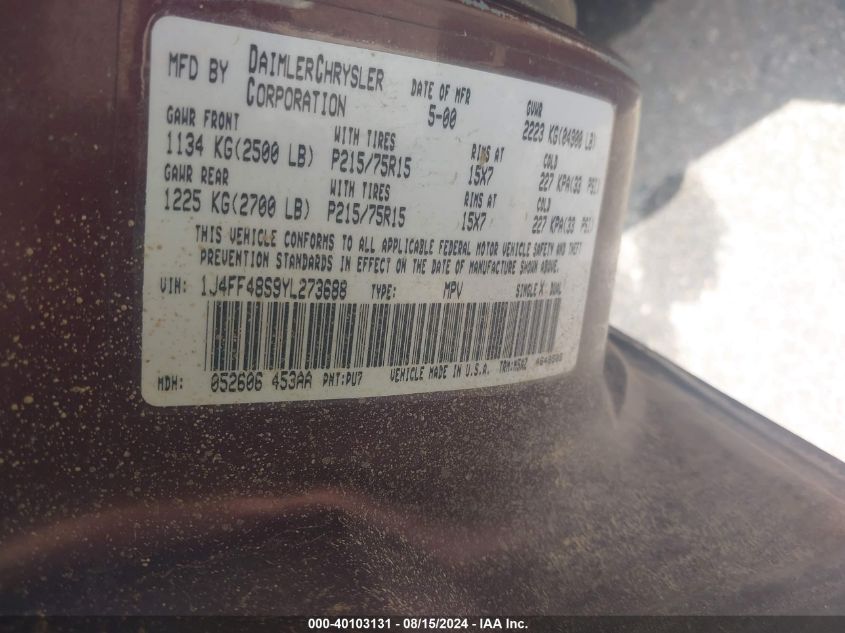 MFD BY DAIMLERCHRYSLER CORPORATION DATE OF MFR 5-00 GVWR 2223 KG(04900 LB)
GAWR FRONT WITH TIRES RIMS AT COLD
1134 KG(2500 LB) P215/75R15 15X7 227 KPA(33 PSI)
GAWR REAR WITH TIRES RIMS AT COLD
1225 KG(2700 LB) P215/75R15 15X7 227 KPA(33 PSI)
THIS VEHICLE CONFORMS TO ALL APPLICABLE FEDERAL MOTOR VEHICLE SAFETY AND THEFT
PREVENTION STANDARDS IN EFFECT ON THE DATE OF MANUFACTURE SHOWN ABOVE.
VIN: 1J4FF48S9YL273688 TYPE: MPV SINGLE X DUAL
MDH: 052606 453AA PNT:PU7 VEHICLE MADE IN U.S.A.
000-40103131 - 08/15/2024 - IAA Inc.